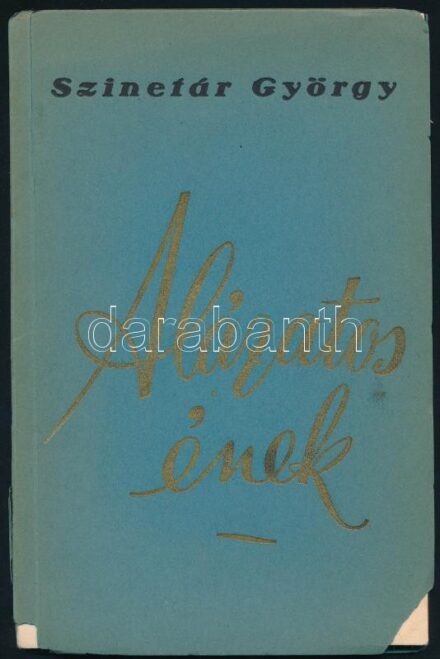 Szinetár György
Alázatos
darabanth
ének